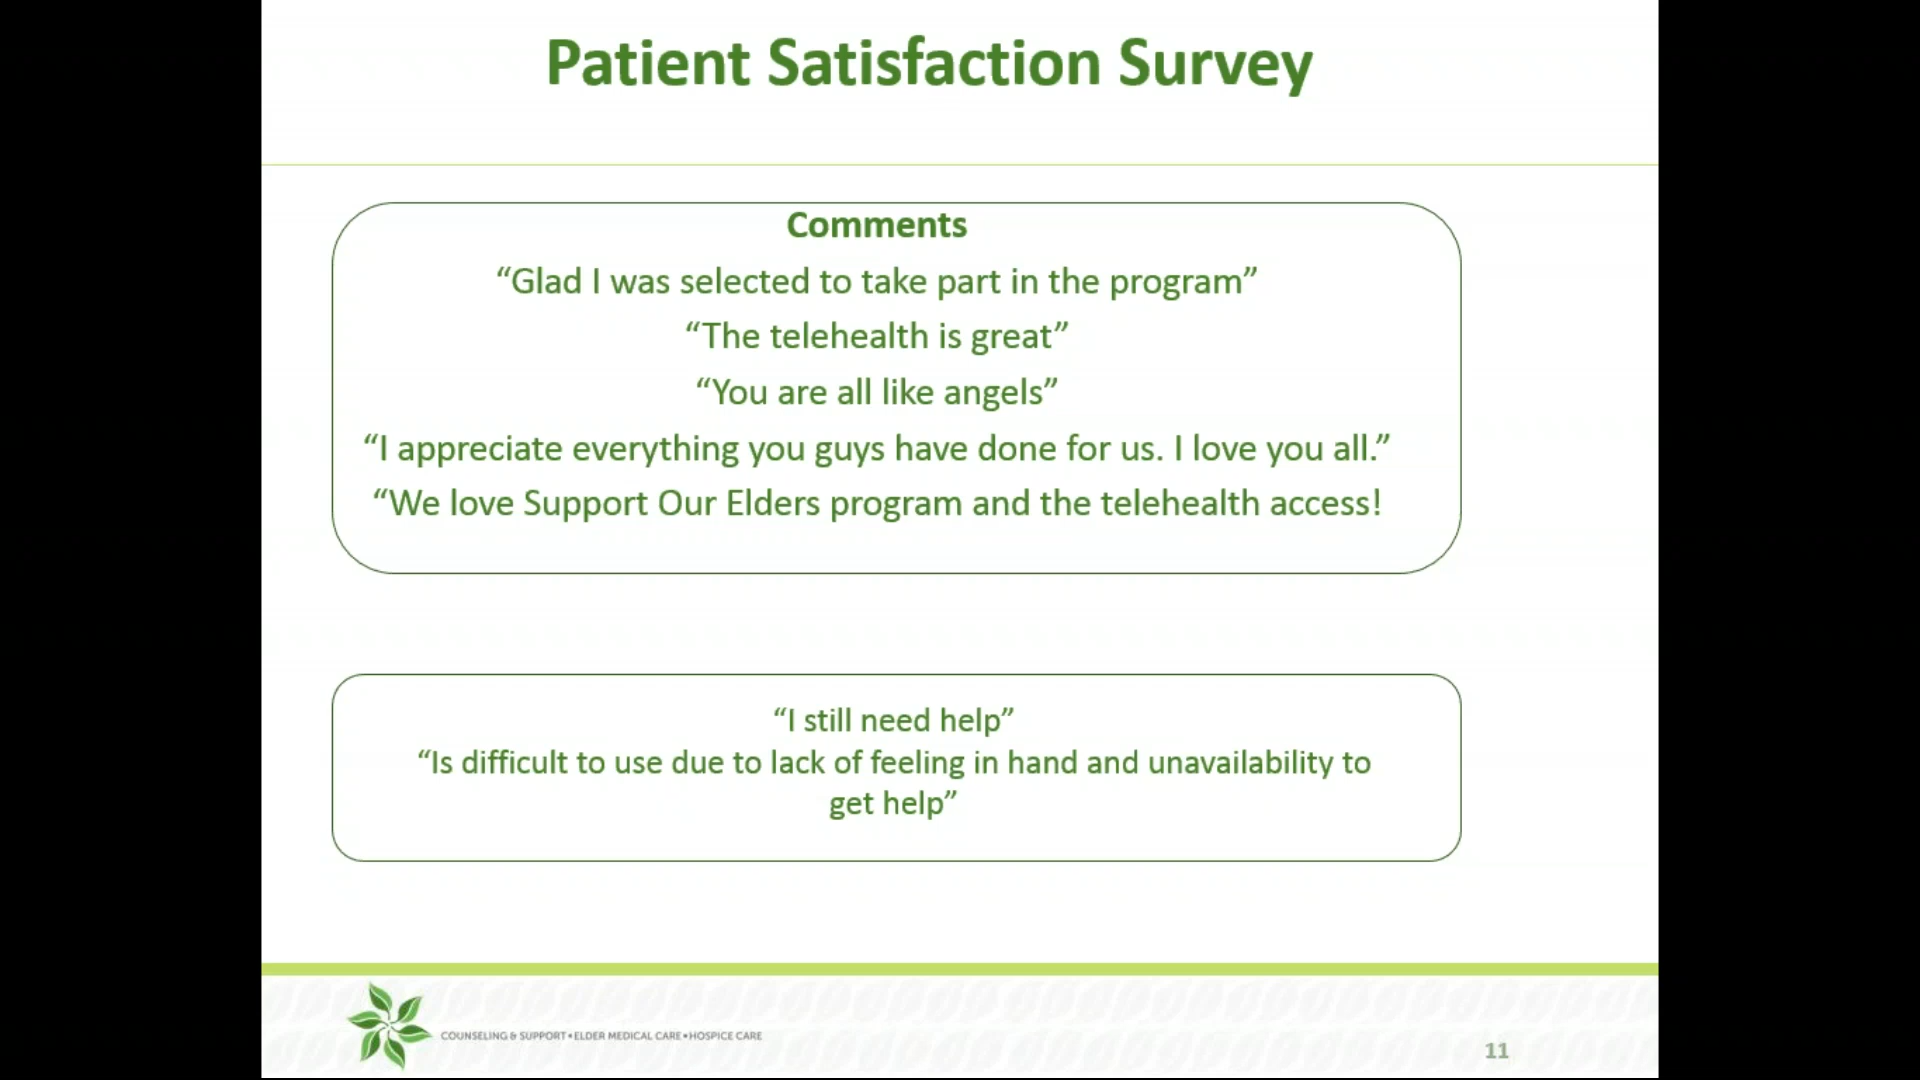 Patient Satisfaction Survey
Comments
“Glad I was selected to take part in the program”
“The telehealth is great”
“You are all like angels”
“I appreciate everything you guys have done for us. I love you all.”
“We love Support Our Elders program and the telehealth access!
“I still need help”
“Is difficult to use due to lack of feeling in hand and unavailability to
get help”
COUNSELING & SUPPORT • ELDER MEDICAL CARE • HOSPICE CARE
11